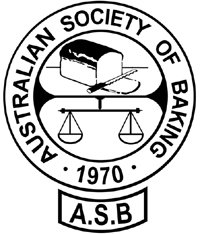 AUSTRALIAN SOCIETY OF BAKING
· 1970 ·
A.S.B